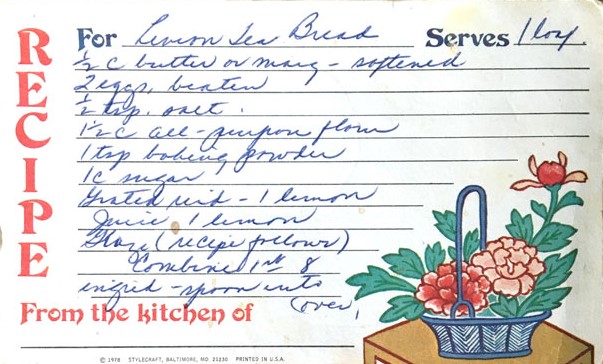 RECIPE
For Lemon Tea Bread Serves 1 loaf.
1/2 c butter or marg - softened
2 eggs, beaten
1/2 tsp. salt.
1 1/2 c all-purpose flour
1 tsp baking powder
1 c sugar
Grated rind - 1 lemon
Juice 1 lemon
Glaze (recipe follows)
Combine 1st 8
ingred - spoon into
(over)
From the kitchen of
© 1978 STYLECRAFT, BALTIMORE, MD. 21230 PRINTED IN U.S.A.